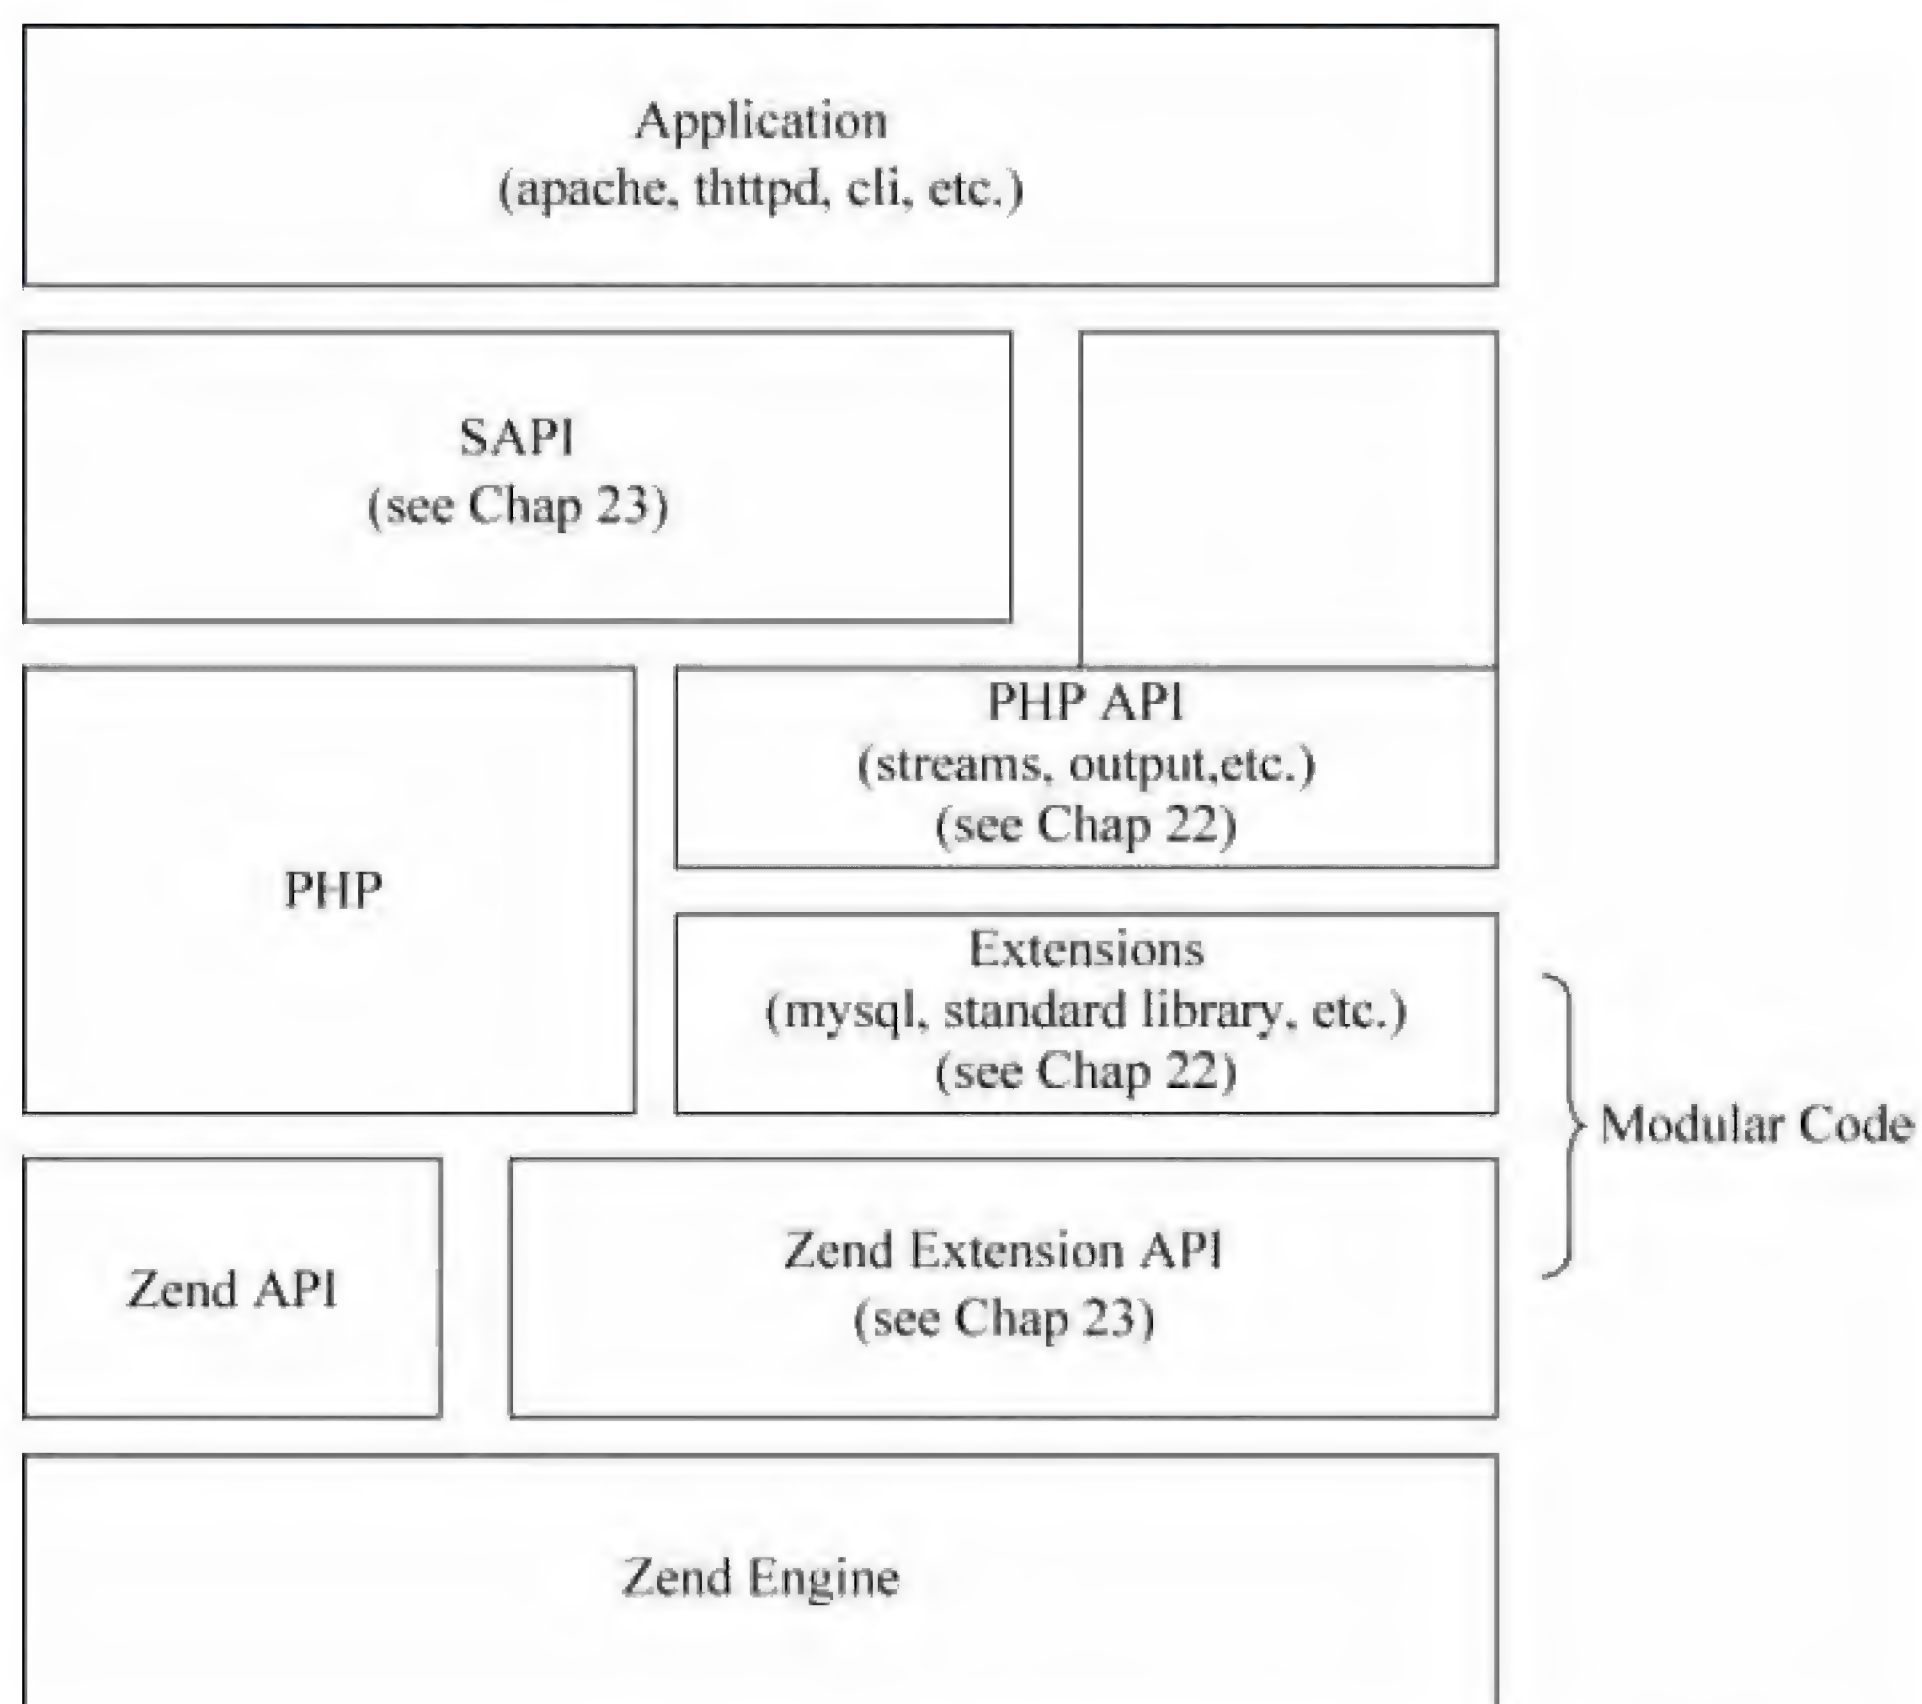 Application
(apache, thttpd, cli, etc.)
SAPI
(see Chap 23)
PHP
PHP API
(streams, output,etc.)
(see Chap 22)
Extensions
(mysql, standard library, etc.)
(see Chap 22)
Modular Code
Zend API
Zend Extension API
(see Chap 23)
Zend Engine